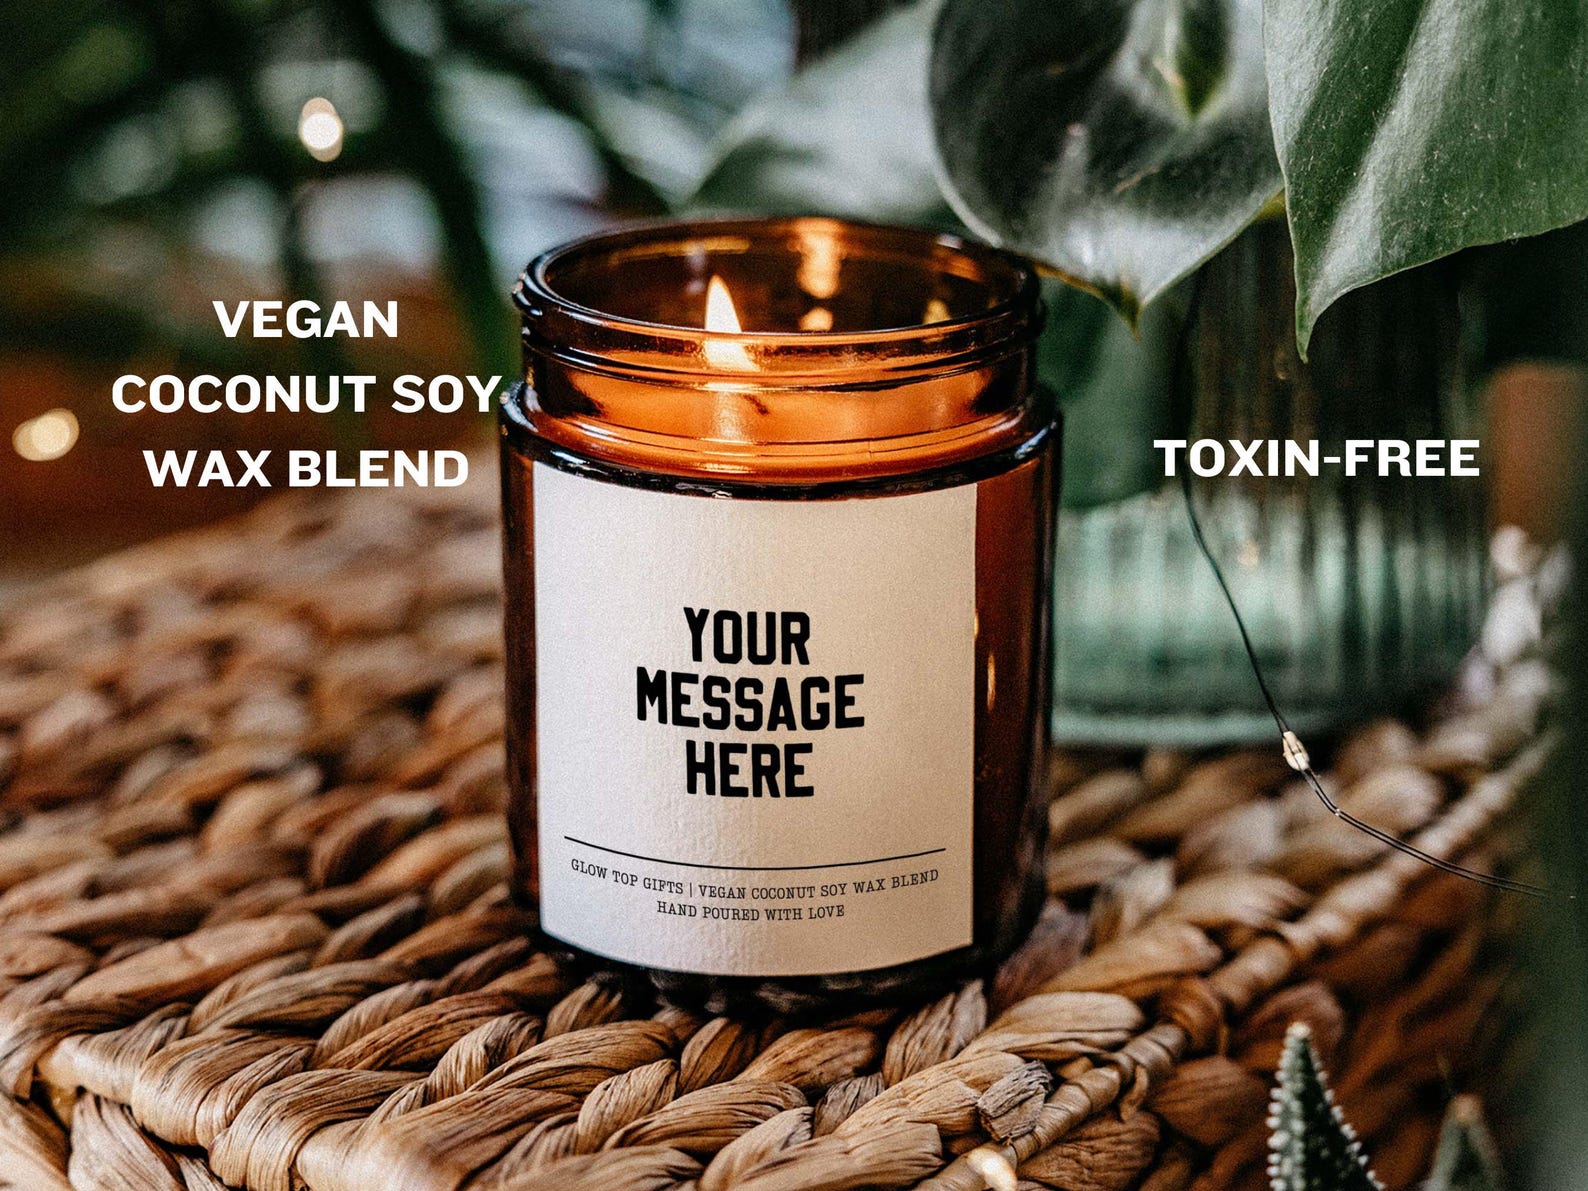 VEGAN
COCONUT SOY
WAX BLEND
TOXIN-FREE
YOUR
MESSAGE
HERE
GLOW TOP GIFTS | VEGAN COCONUT SOY WAX BLEND
HAND POURED WITH LOVE